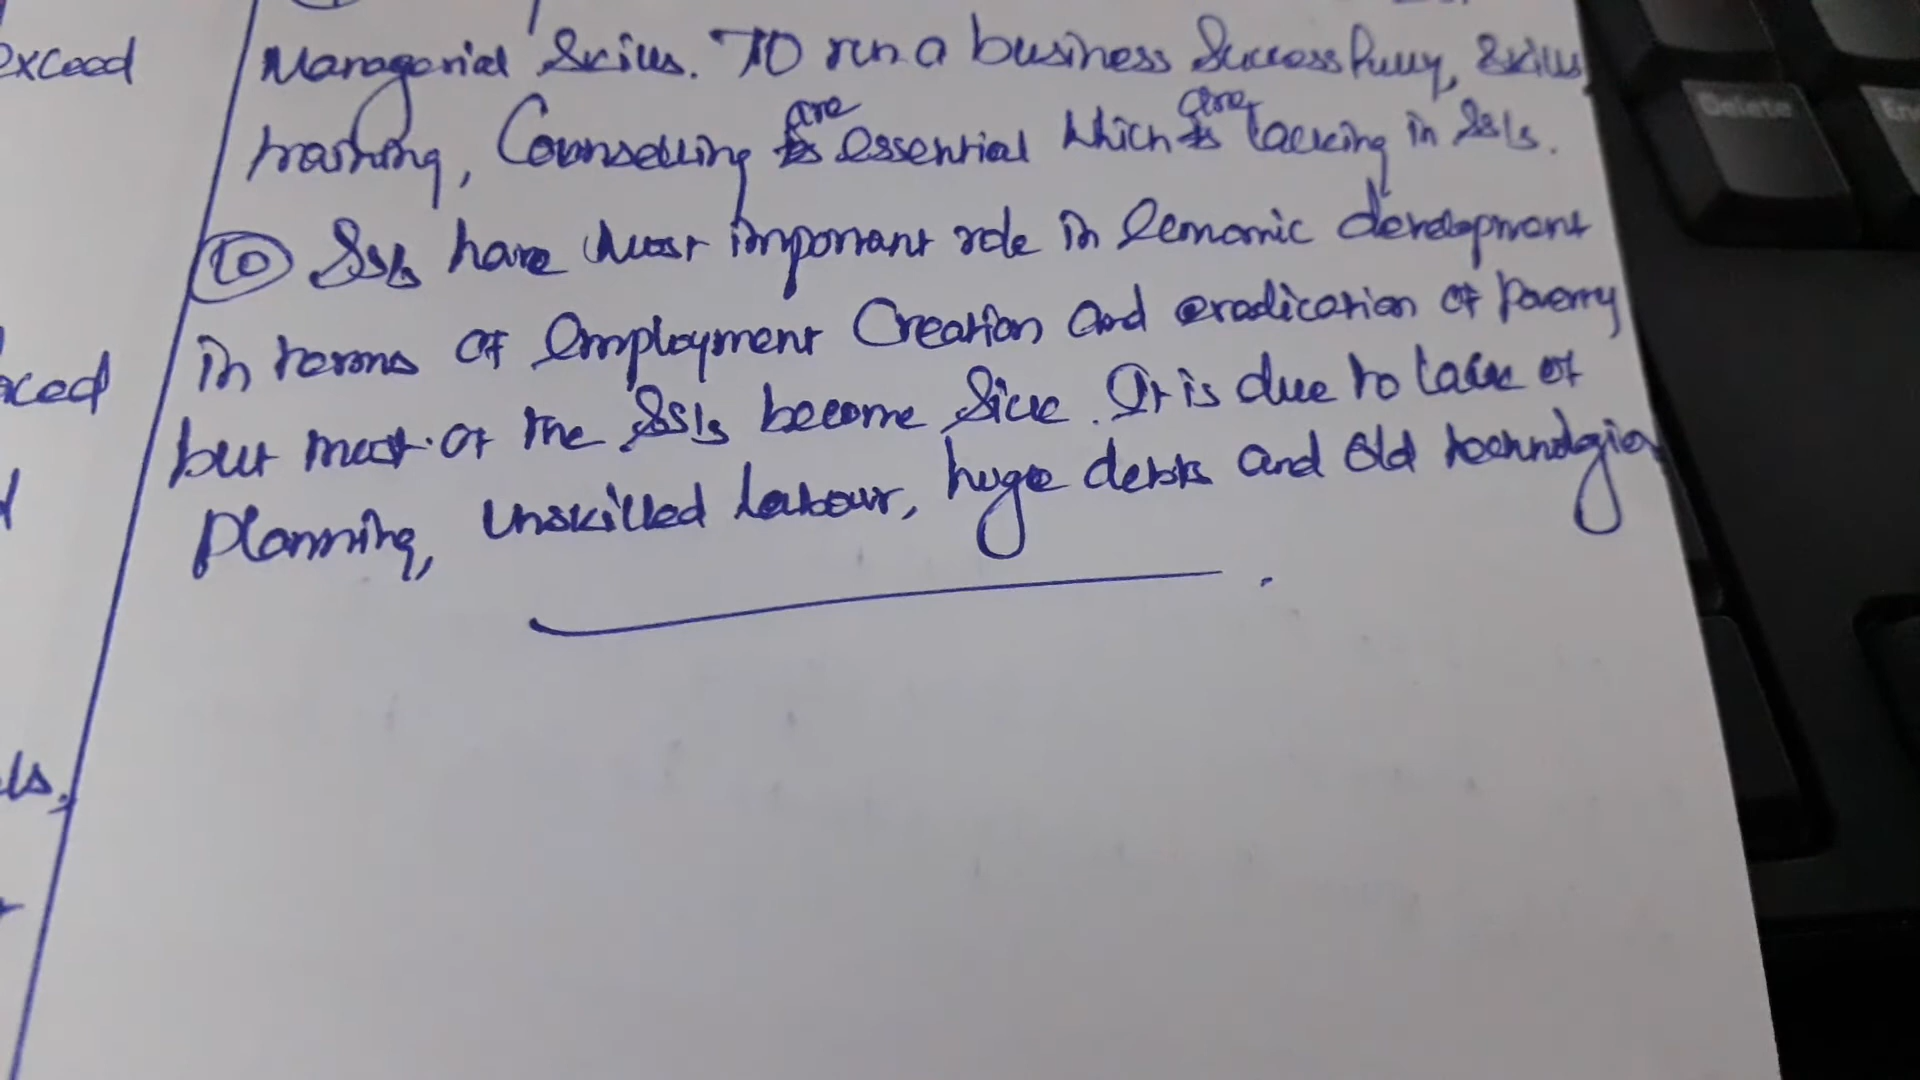 exceed
Managerial Skills. To run a business Successfully, Skills
training, Counselling are essential which are lacking in SSIs.
10 SSIs have most important role in Economic development
in terms of Employment Creation and eradication of Poverty
but most of the SSIs become Sick. It is due to lack of
Planning, Unskilled labour, huge debts and old technologies
Delete